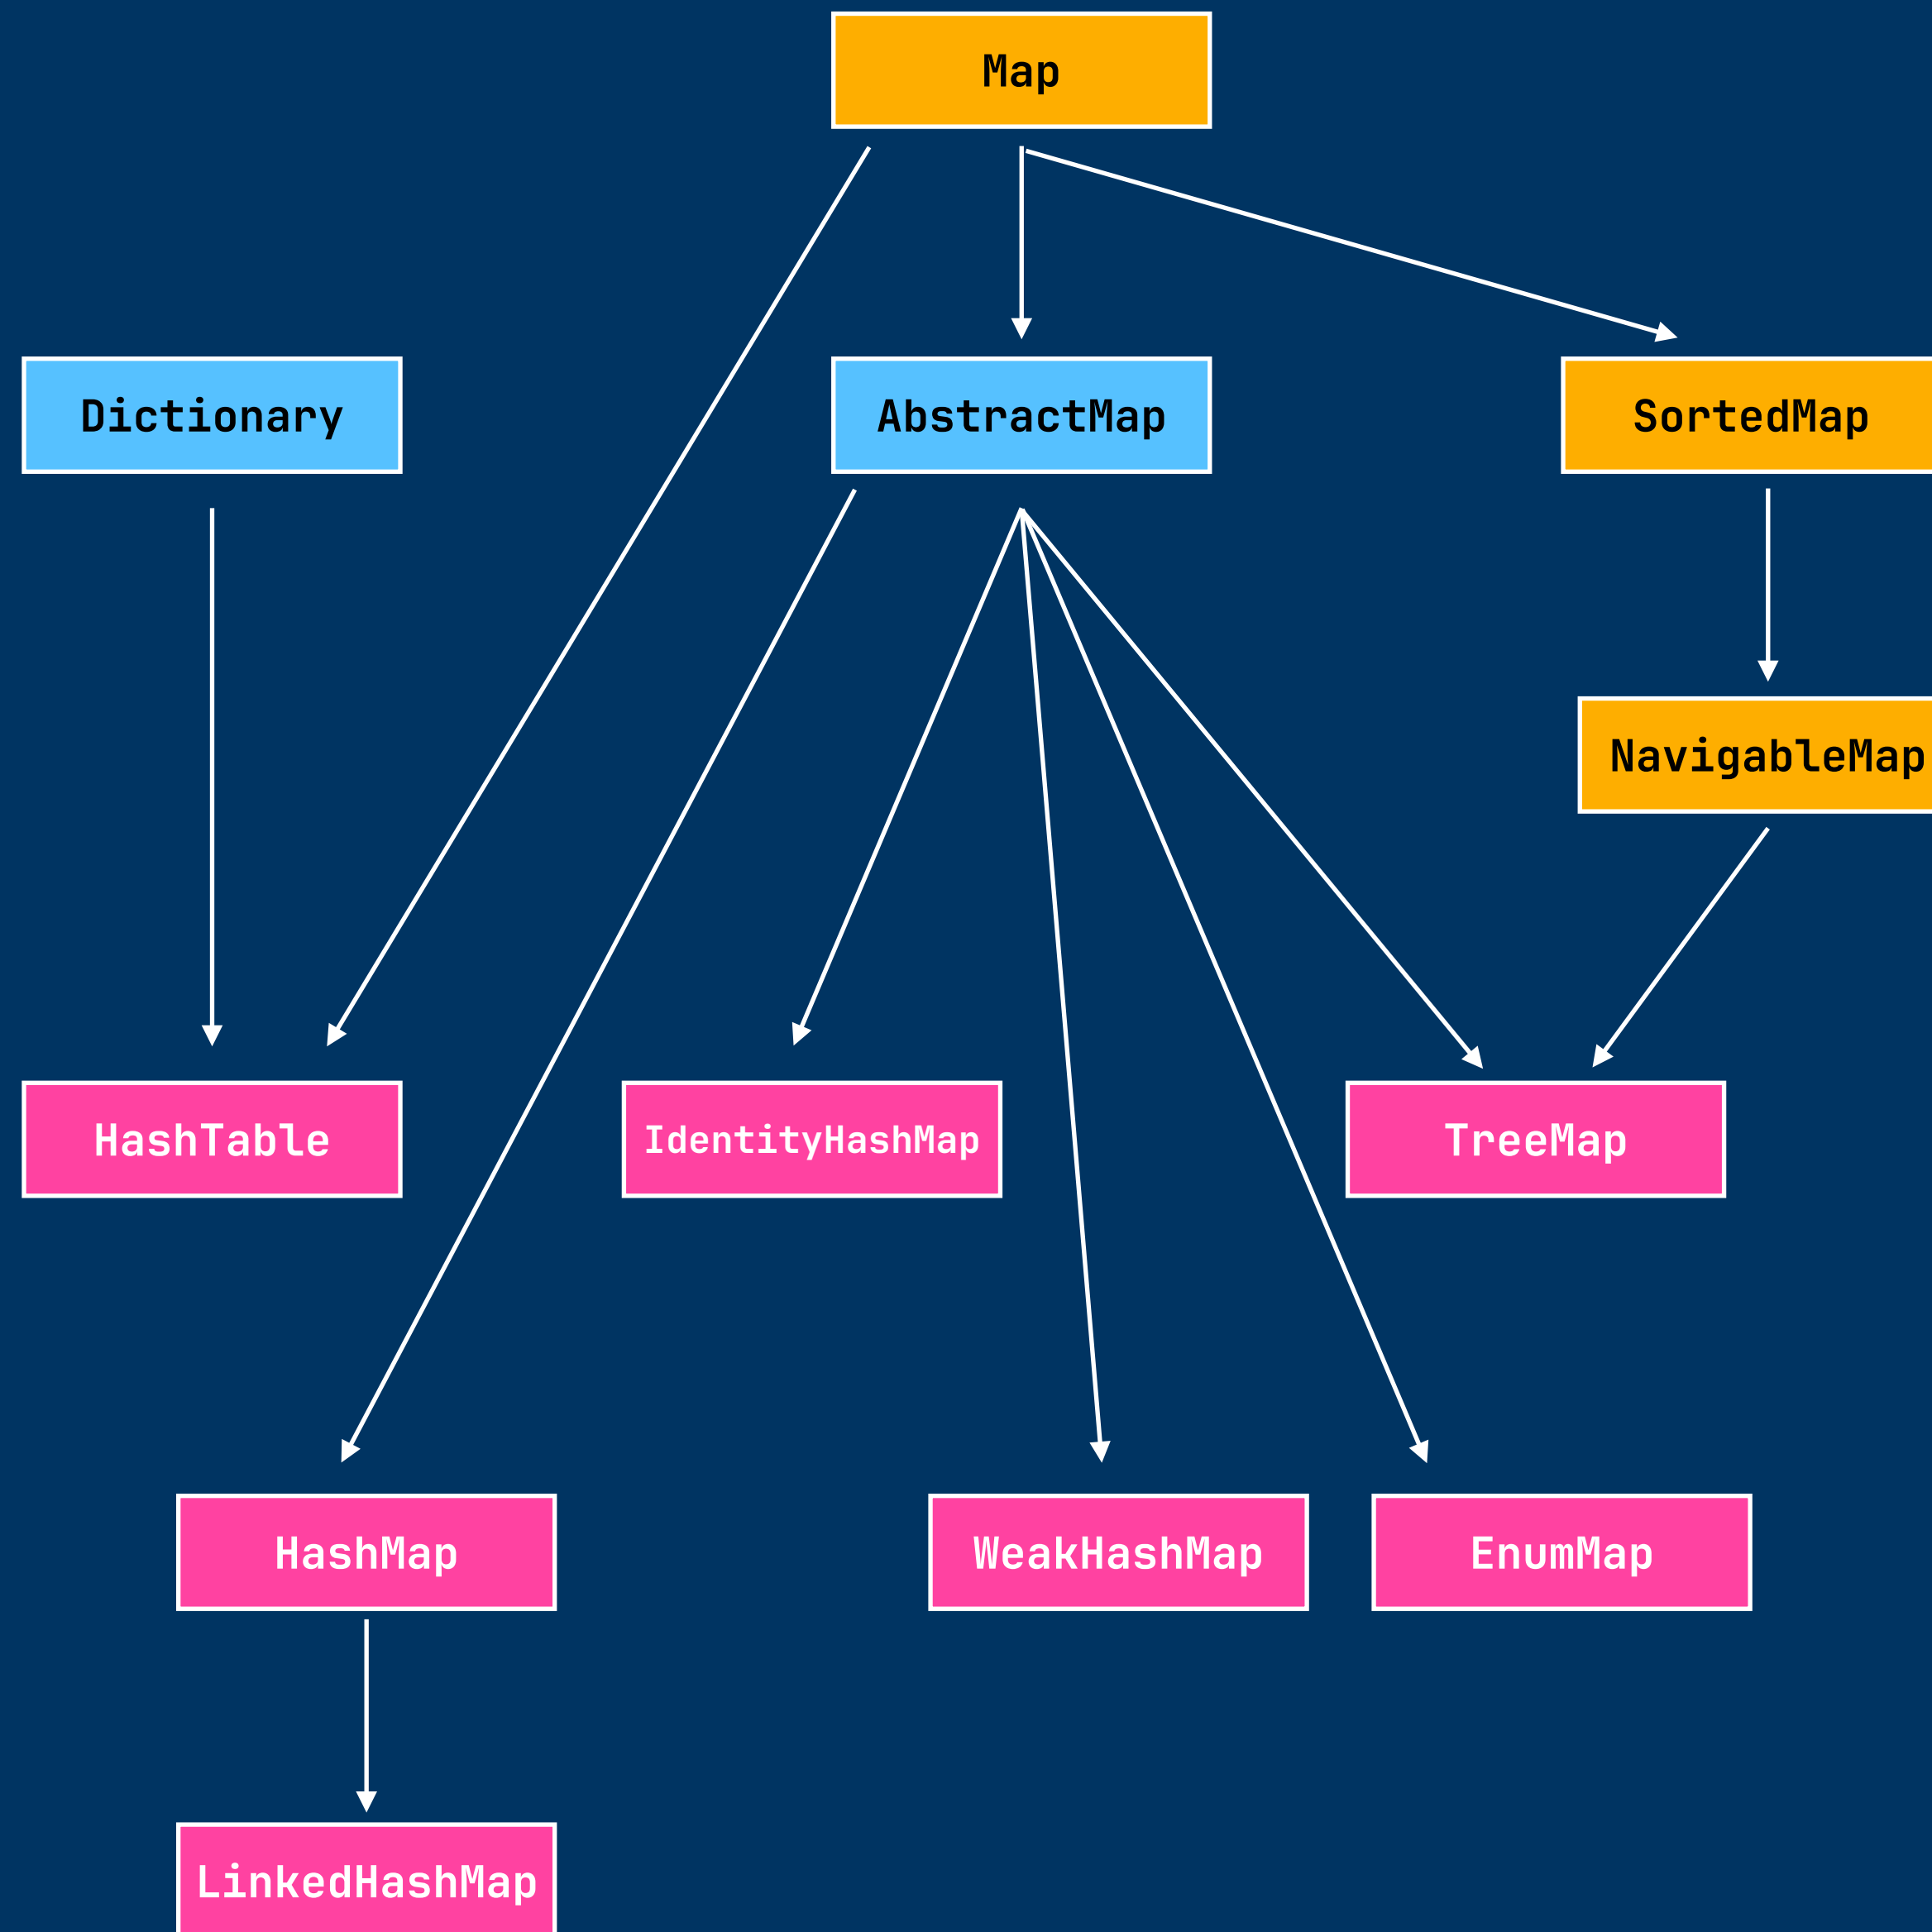 Map
Dictionary
AbstractMap
SortedMap
NavigableMap
HashTable
IdentityHashMap
TreeMap
HashMap
WeakHashMap
EnumMap
LinkedHashMap